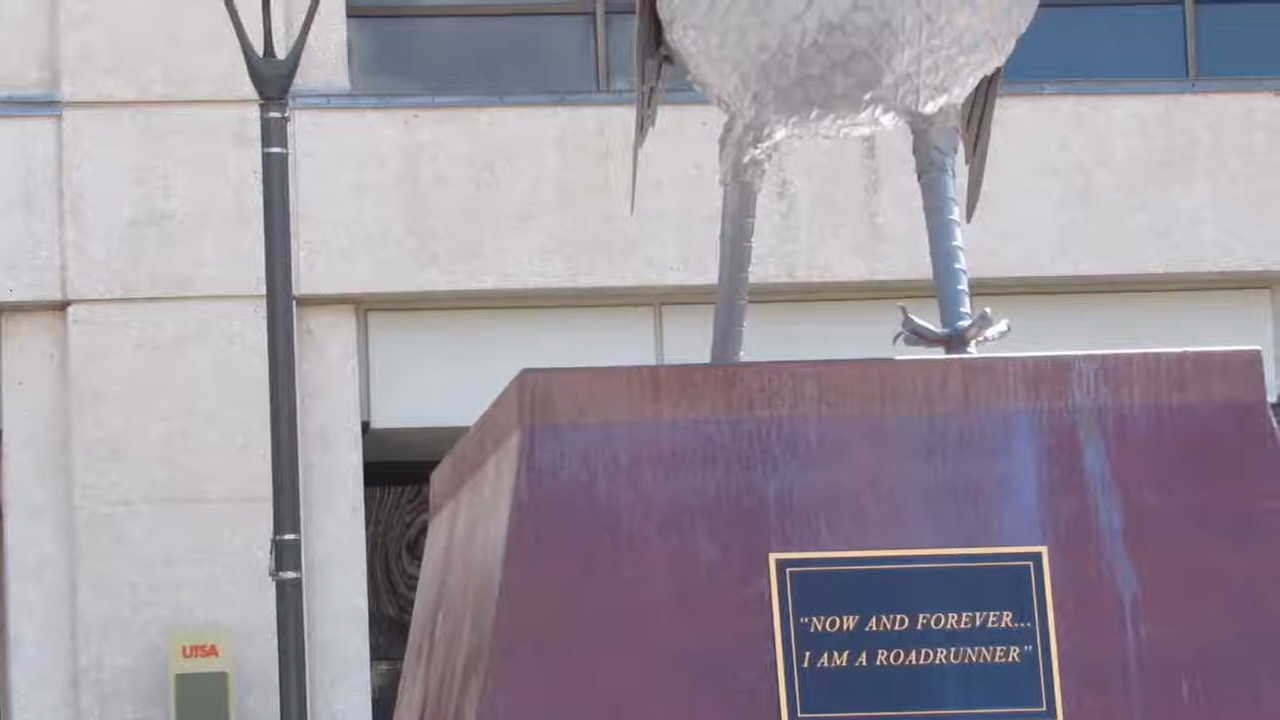 UTSA
“NOW AND FOREVER...
I AM A ROADRUNNER”